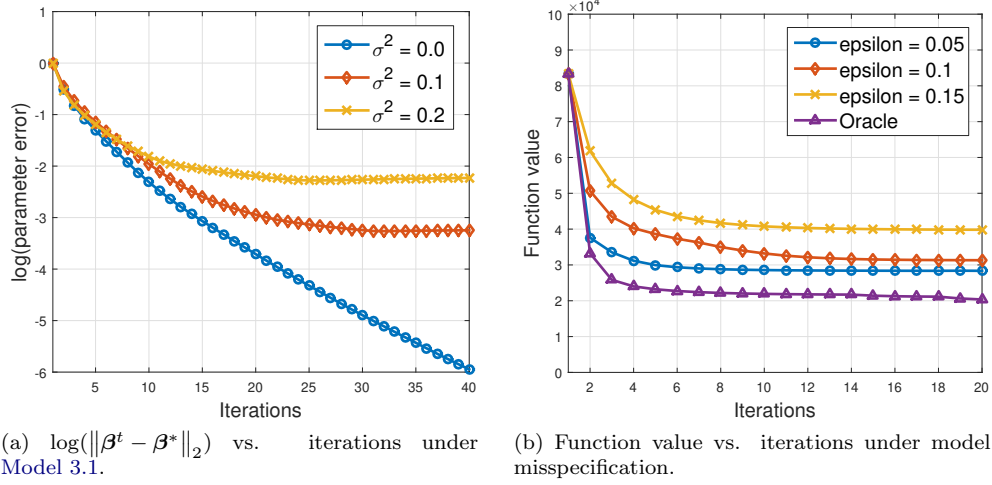 1
0
-1
-2
-3
-4
-5
-6
log(parameter error)
5 10 15 20 25 30 35 40
Iterations
σ² = 0.0
σ² = 0.1
σ² = 0.2
×10⁴
10
9
8
7
6
5
4
3
2
1
0
Function value
2 4 6 8 10 12 14 16 18 20
Iterations
epsilon = 0.05
epsilon = 0.1
epsilon = 0.15
Oracle
(a) log(‖βᵗ − β*‖₂) vs. iterations under
Model 3.1.
(b) Function value vs. iterations under model
misspecification.